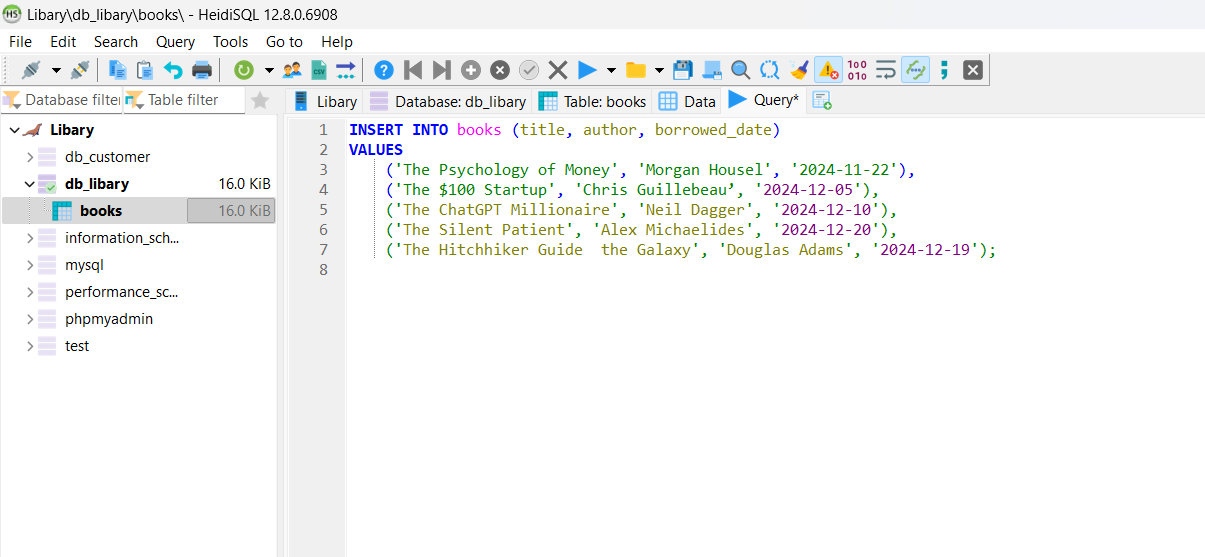 Libary\db_libary\books\ - HeidiSQL 12.8.0.6908
File Edit Search Query Tools Go to Help
Database filter Table filter Libary Database: db_libary Table: books Data Query*
Libary
db_customer
db_libary 16.0 KiB
books 16.0 KiB
information_sch...
mysql
performance_sc...
phpmyadmin
test
1 INSERT INTO books (title, author, borrowed_date)
2 VALUES
3 ('The Psychology of Money', 'Morgan Housel', '2024-11-22'),
4 ('The $100 Startup', 'Chris Guillebeau’, '2024-12-05'),
5 ('The ChatGPT Millionaire', 'Neil Dagger', '2024-12-10'),
6 ('The Silent Patient', 'Alex Michaelides', '2024-12-20'),
7 ('The Hitchhiker Guide  the Galaxy', 'Douglas Adams', '2024-12-19');
8